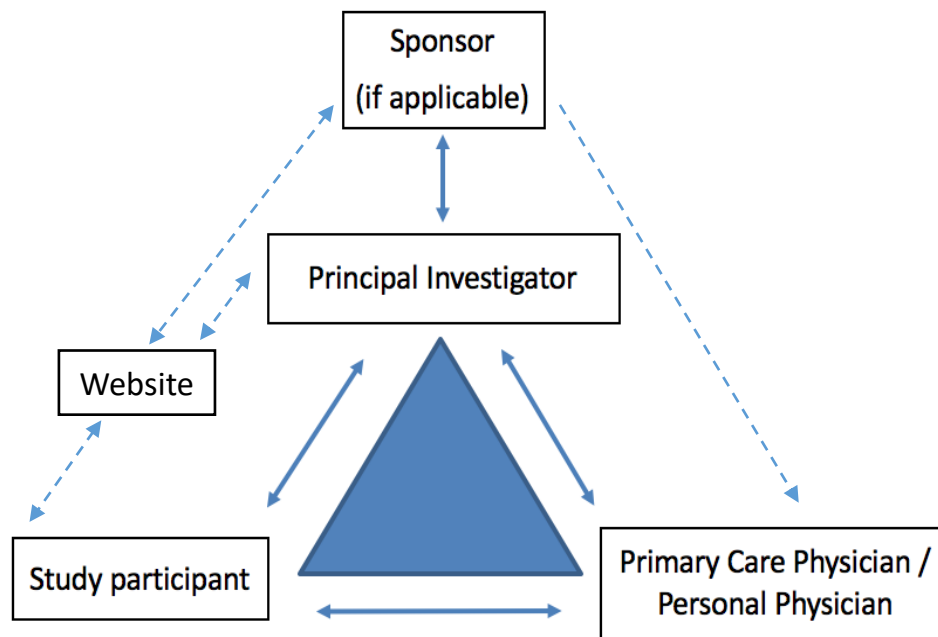 Sponsor
(if applicable)
Principal Investigator
Website
Study participant
Primary Care Physician /
Personal Physician